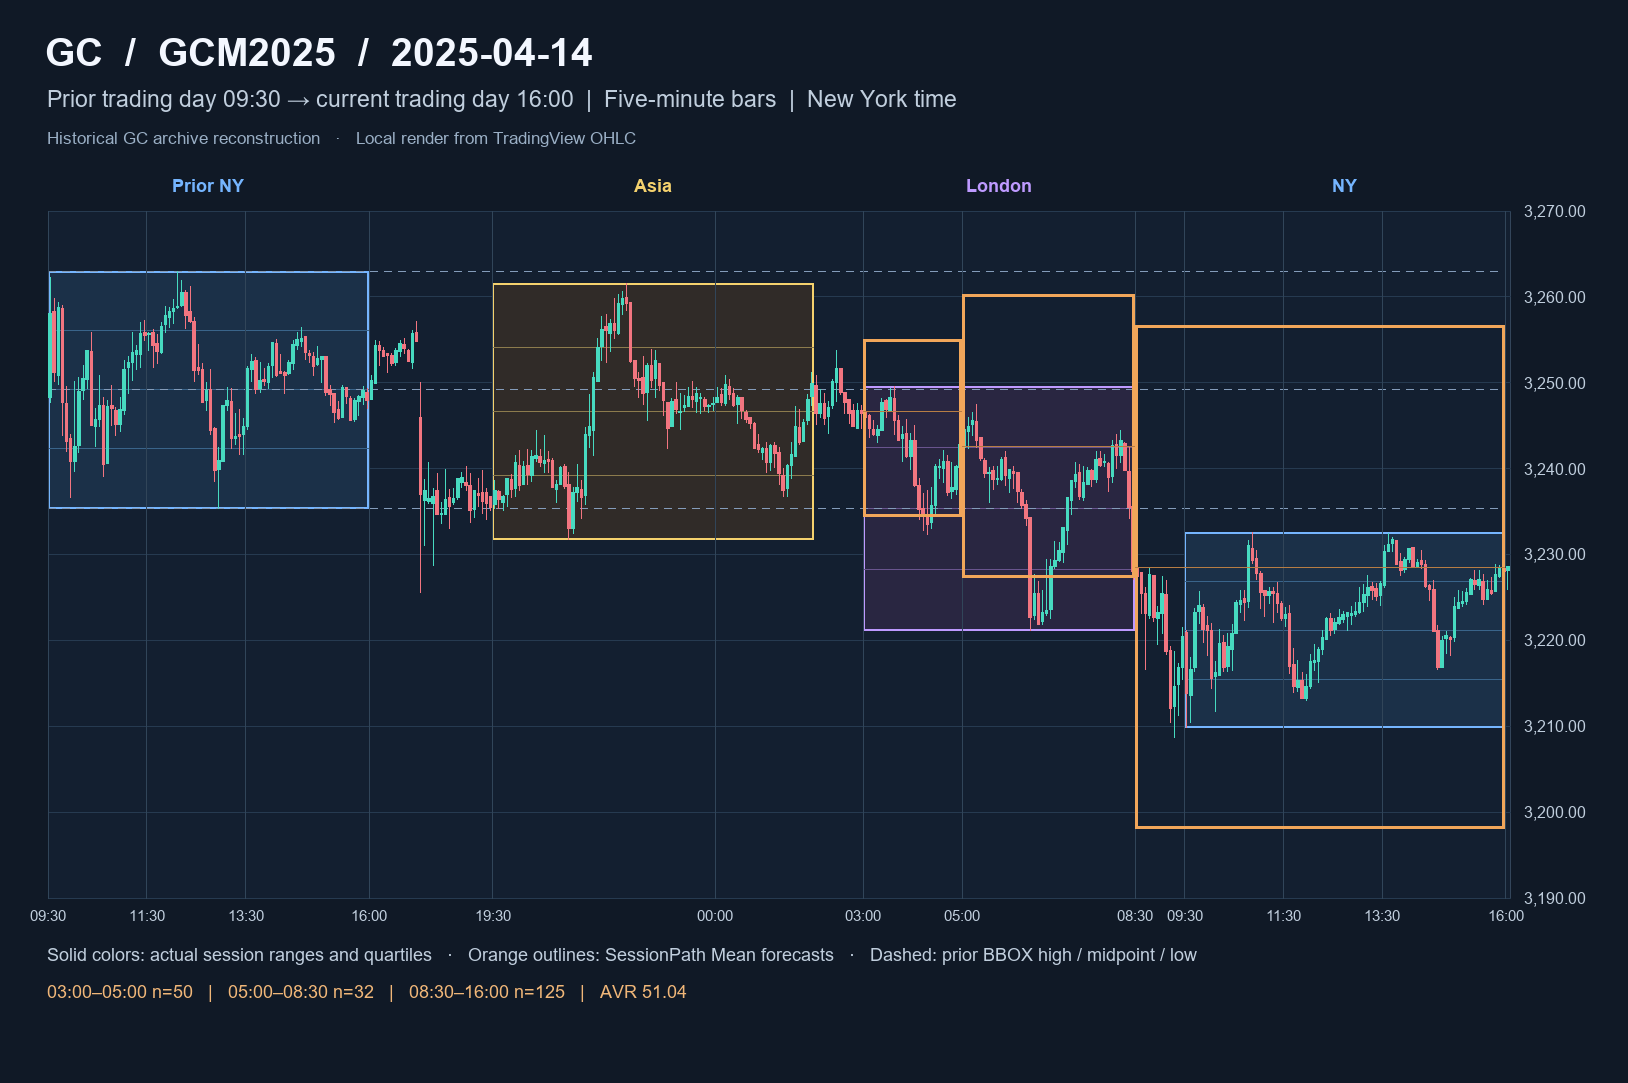 GC / GCM2025 / 2025-04-14
Prior trading day 09:30 → current trading day 16:00 | Five-minute bars | New York time
Historical GC archive reconstruction · Local render from TradingView OHLC
Prior NY Asia London NY
3,270.00
3,260.00
3,250.00
3,240.00
3,230.00
3,220.00
3,210.00
3,200.00
3,190.00
09:30 11:30 13:30 16:00 19:30 00:00 03:00 05:00 08:30 09:30 11:30 13:30 16:00
Solid colors: actual session ranges and quartiles · Orange outlines: SessionPath Mean forecasts · Dashed: prior BBOX high / midpoint / low
03:00–05:00 n=50 | 05:00–08:30 n=32 | 08:30–16:00 n=125 | AVR 51.04